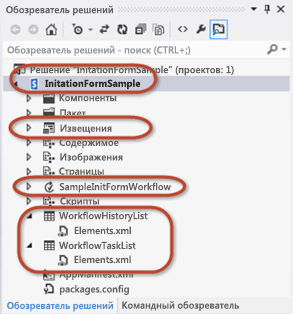 Обозреватель решений
Обозреватель решений - поиск (CTRL+;)
Решение "InitationFormSample" (проектов: 1)
InitationFormSample
Компоненты
Пакет
Извещения
Содержимое
Изображения
Страницы
SampleInitFormWorkflow
Скрипты
WorkflowHistoryList
Elements.xml
WorkflowTaskList
Elements.xml
AppManifest.xml
packages.config
Обозреватель решений Командный обозреватель